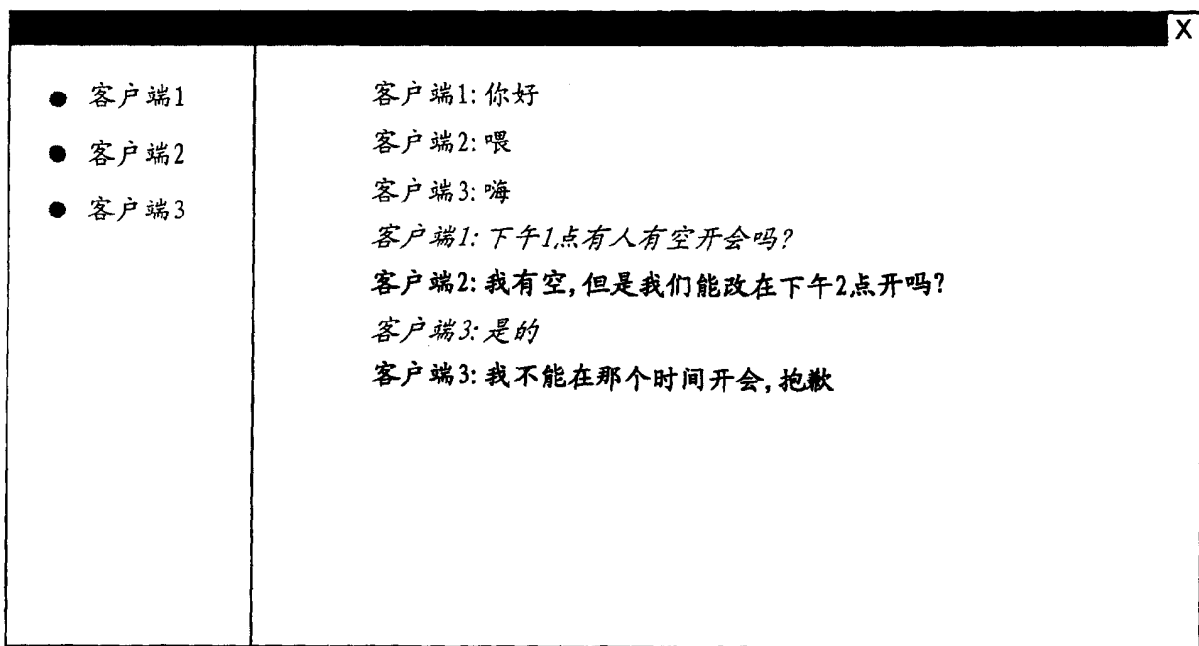 X
客户端1
客户端2
客户端3
客户端1: 你好
客户端2: 喂
客户端3: 嗨
客户端1: 下午1点有人有空开会吗?
客户端2: 我有空, 但是我们能改在下午2点开吗?
客户端3: 是的
客户端3: 我不能在那个时间开会, 抱歉